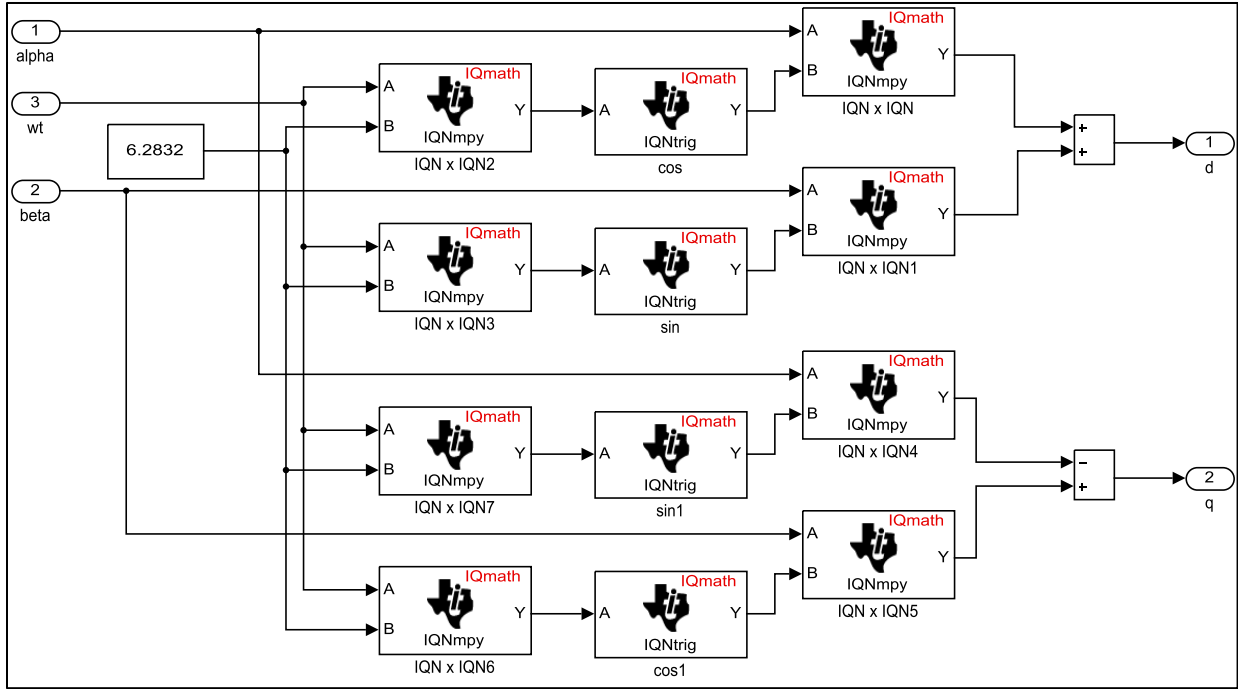 1
alpha
3
wt
6.2832
2
beta
IQmath
A
B
Y
IQNmpy
IQN x IQN2
IQmath
A
Y
IQNtrig
cos
IQmath
A
B
Y
IQNmpy
IQN x IQN
IQmath
A
B
Y
IQNmpy
IQN x IQN3
IQmath
A
Y
IQNtrig
sin
IQmath
A
B
Y
IQNmpy
IQN x IQN1
+
+
1
d
IQmath
A
B
Y
IQNmpy
IQN x IQN7
IQmath
A
Y
IQNtrig
sin1
IQmath
A
B
Y
IQNmpy
IQN x IQN4
IQmath
A
B
Y
IQNmpy
IQN x IQN6
IQmath
A
Y
IQNtrig
cos1
IQmath
A
B
Y
IQNmpy
IQN x IQN5
−
+
2
q